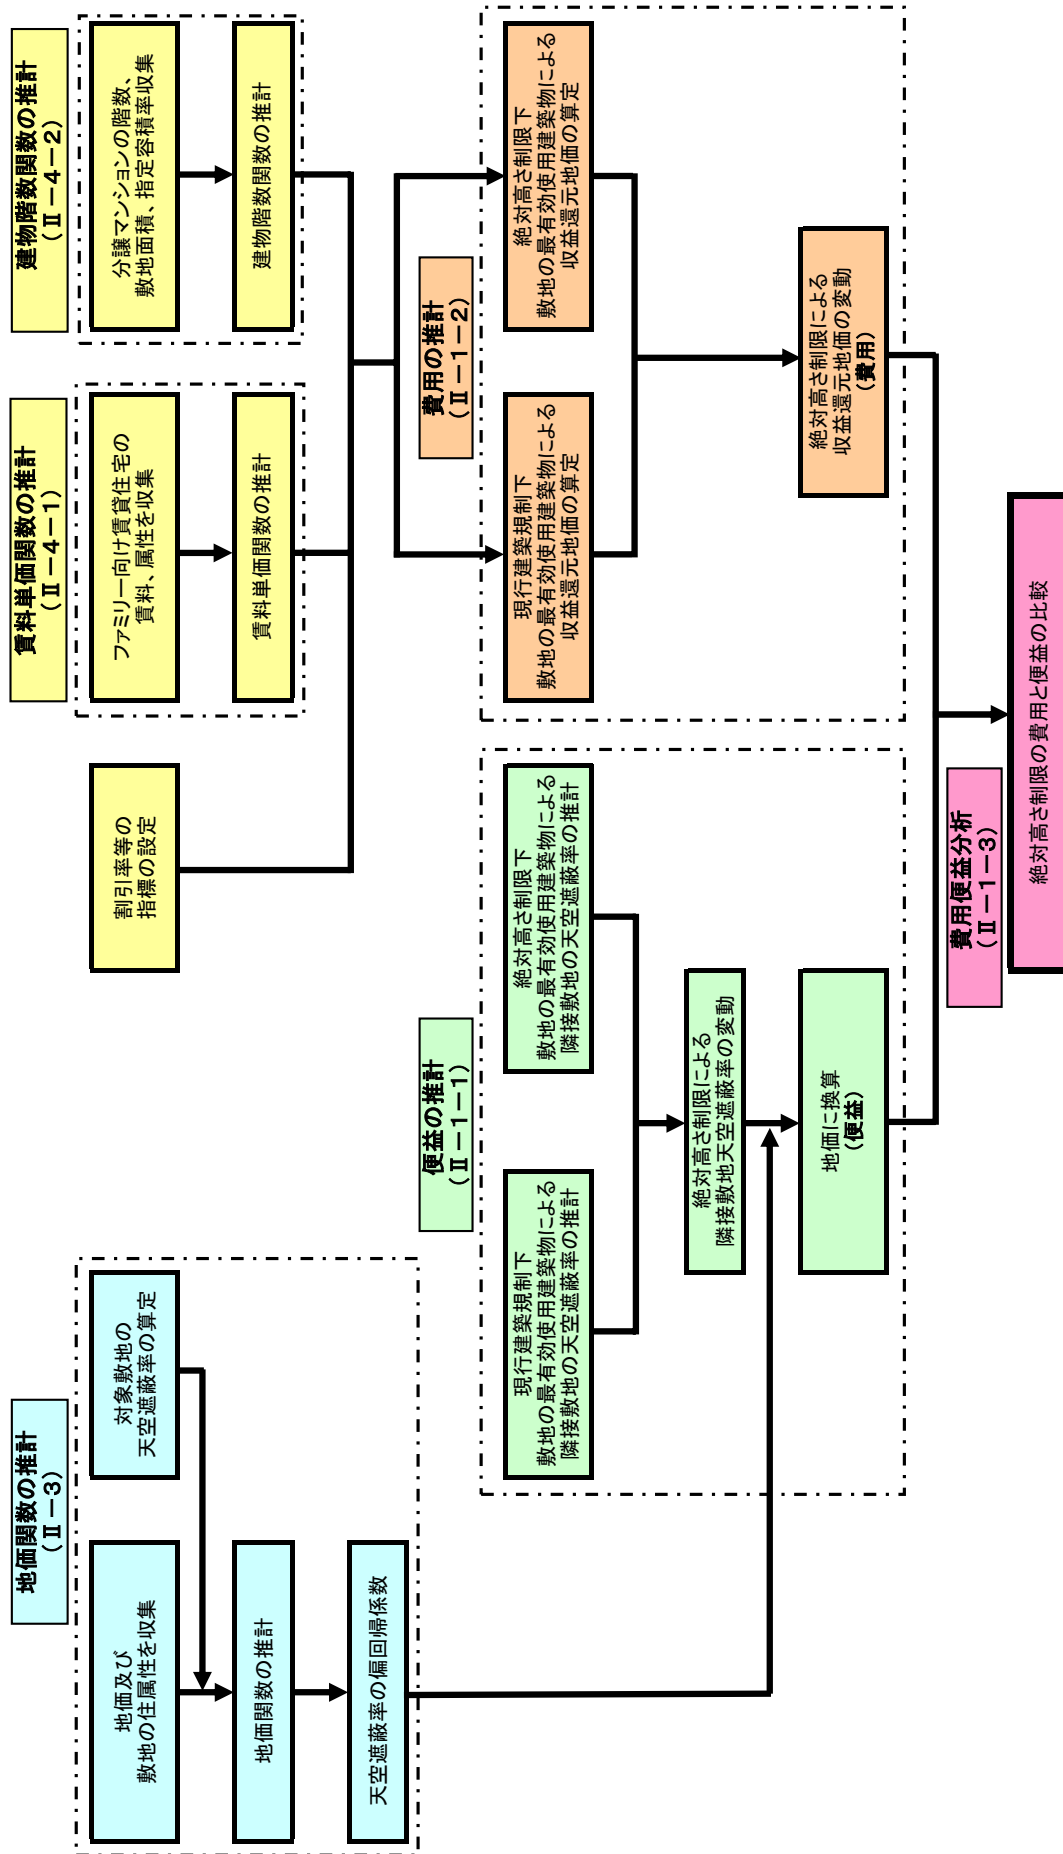 地価関数の推計
（Ⅱ－3）
地価及び
敷地の住属性を収集
対象敷地の
天空遮蔽率の算定
地価関数の推計
天空遮蔽率の偏回帰係数
割引率等の
指標の設定
賃料単価関数の推計
（Ⅱ－4－1）
ファミリー向け賃貸住宅の
賃料、属性を収集
賃料単価関数の推計
建物階数関数の推計
（Ⅱ－4－2）
分譲マンションの階数、
敷地面積、指定容積率収集
建物階数関数の推計
便益の推計
（Ⅱ－1－1）
現行建築規制下
敷地の最有効使用建築物による
隣接敷地の天空遮蔽率の推計
絶対高さ制限下
敷地の最有効使用建築物による
隣接敷地の天空遮蔽率の推計
絶対高さ制限による
隣接敷地天空遮蔽率の変動
地価に換算
（便益）
費用の推計
（Ⅱ－1－2）
現行建築規制下
敷地の最有効使用建築物による
収益還元地価の算定
絶対高さ制限下
敷地の最有効使用建築物による
収益還元地価の算定
絶対高さ制限による
収益還元地価の変動
（費用）
費用便益分析
（Ⅱ－1－3）
絶対高さ制限の費用と便益の比較